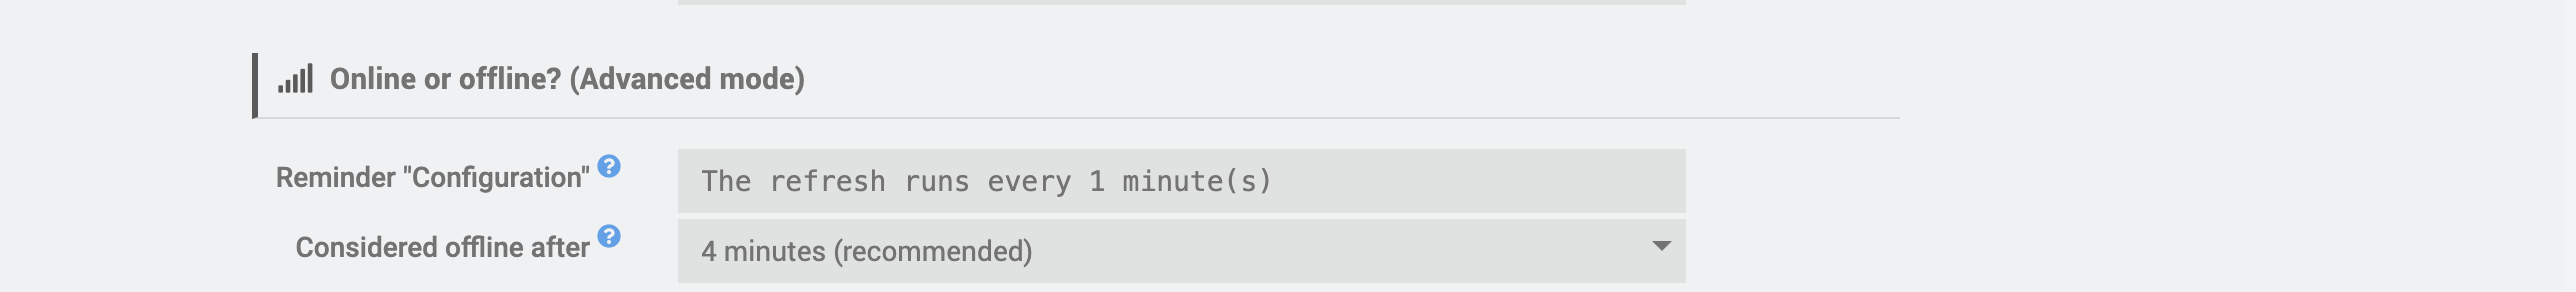 Online or offline? (Advanced mode)
Reminder "Configuration" ?
The refresh runs every 1 minute(s)
Considered offline after ?
4 minutes (recommended)